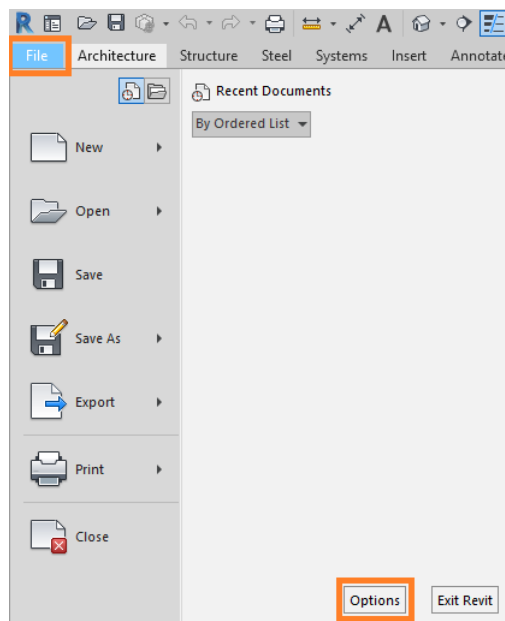 R
A
File Architecture Structure Steel Systems Insert Annotate
Recent Documents
By Ordered List
New
Open
Save
Save As
Export
Print
Close
Options Exit Revit